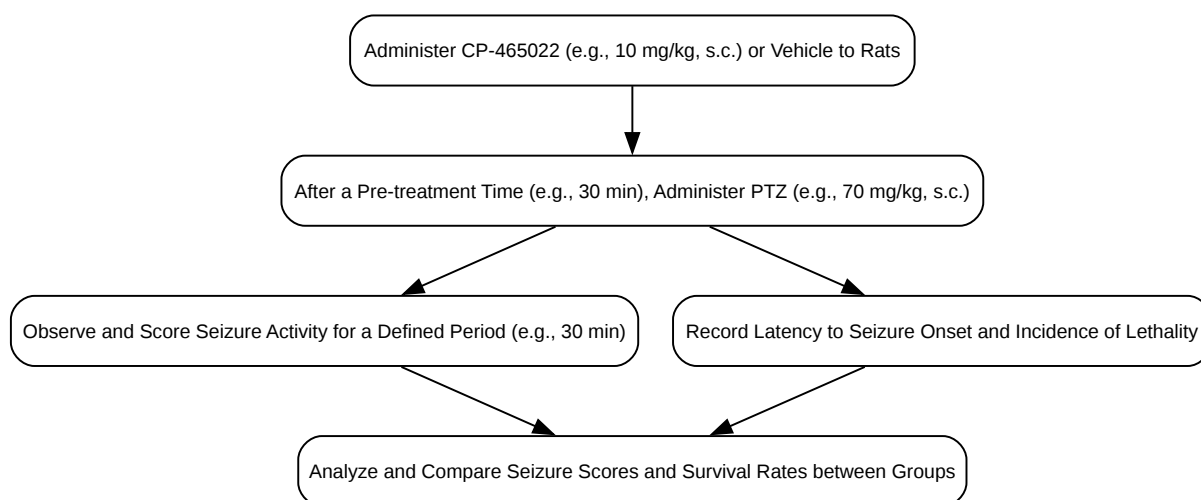 Administer CP-465022 (e.g., 10 mg/kg, s.c.) or Vehicle to Rats
After a Pre-treatment Time (e.g., 30 min), Administer PTZ (e.g., 70 mg/kg, s.c.)
Observe and Score Seizure Activity for a Defined Period (e.g., 30 min)
Record Latency to Seizure Onset and Incidence of Lethality
Analyze and Compare Seizure Scores and Survival Rates between Groups